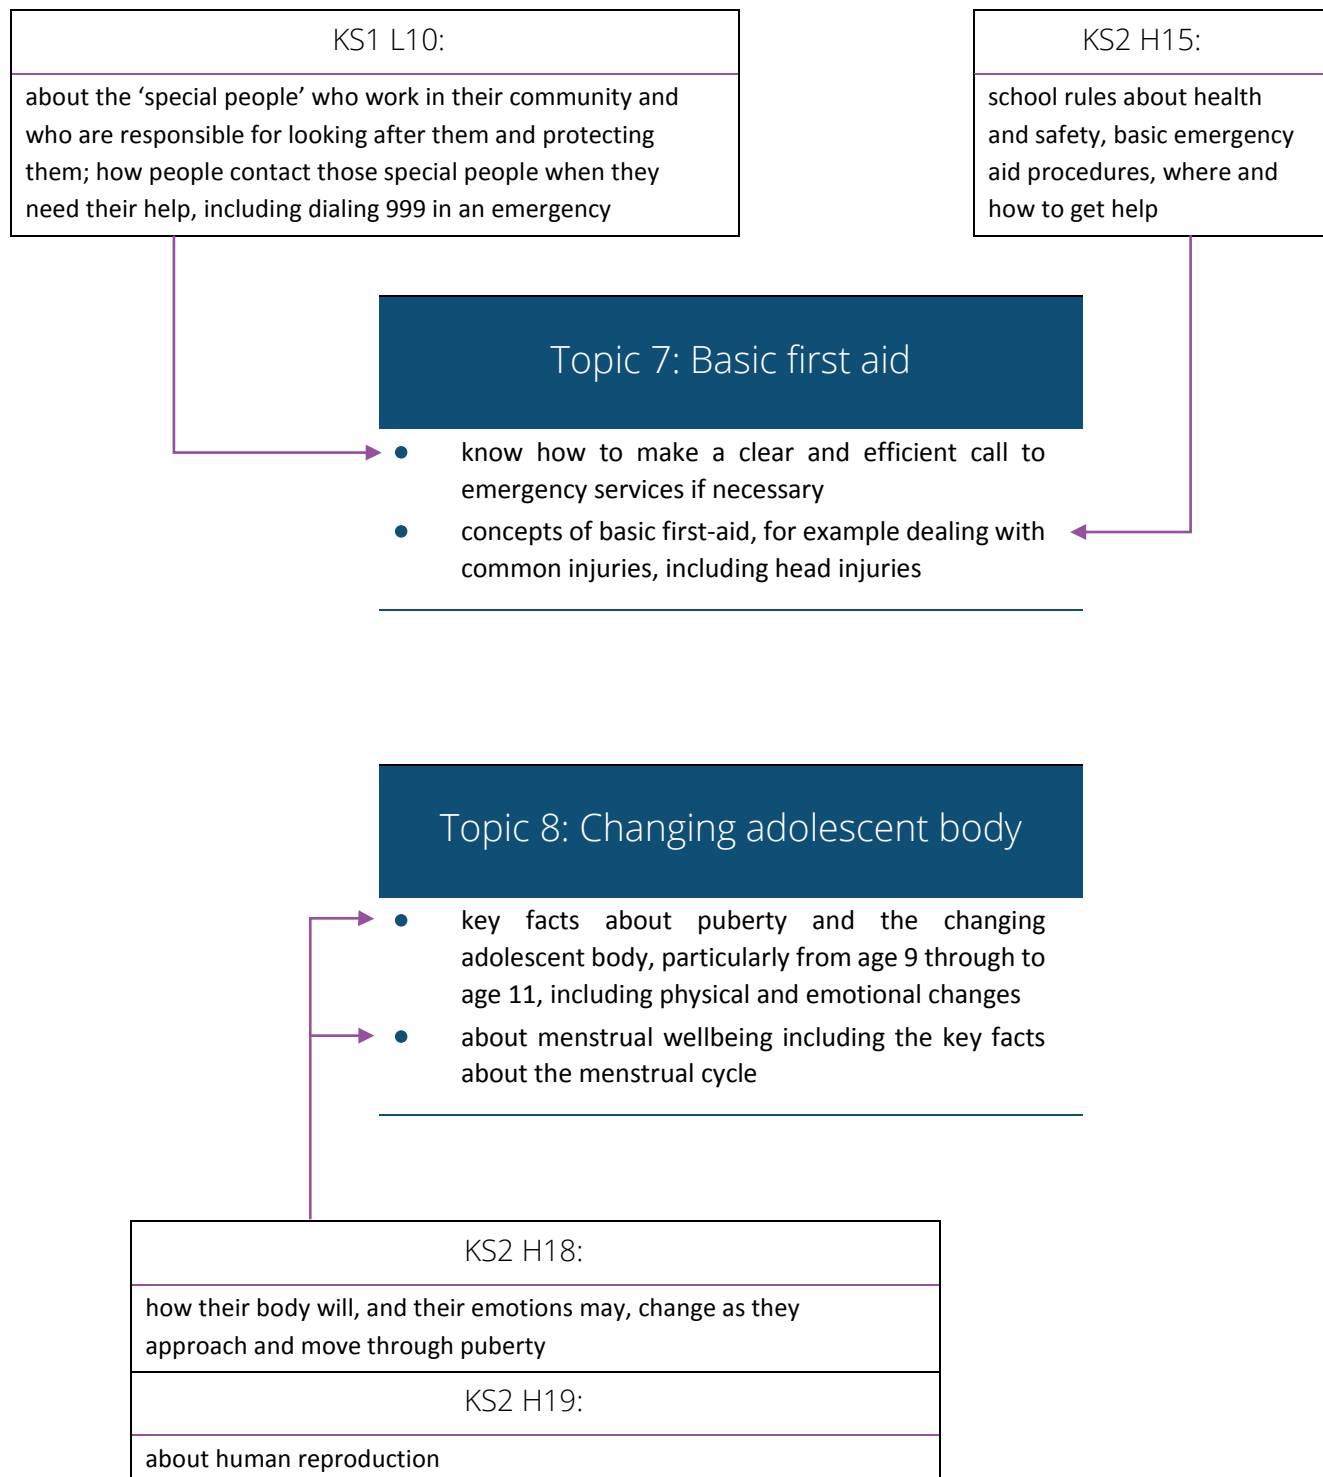 KS1 L10:
about the ‘special people’ who work in their community and
who are responsible for looking after them and protecting
them; how people contact those special people when they
need their help, including dialing 999 in an emergency
KS2 H15:
school rules about health
and safety, basic emergency
aid procedures, where and
how to get help
Topic 7: Basic first aid
● know how to make a clear and efficient call to
emergency services if necessary
● concepts of basic first-aid, for example dealing with
common injuries, including head injuries
Topic 8: Changing adolescent body
● key facts about puberty and the changing
adolescent body, particularly from age 9 through to
age 11, including physical and emotional changes
● about menstrual wellbeing including the key facts
about the menstrual cycle
KS2 H18:
how their body will, and their emotions may, change as they
approach and move through puberty
KS2 H19:
about human reproduction